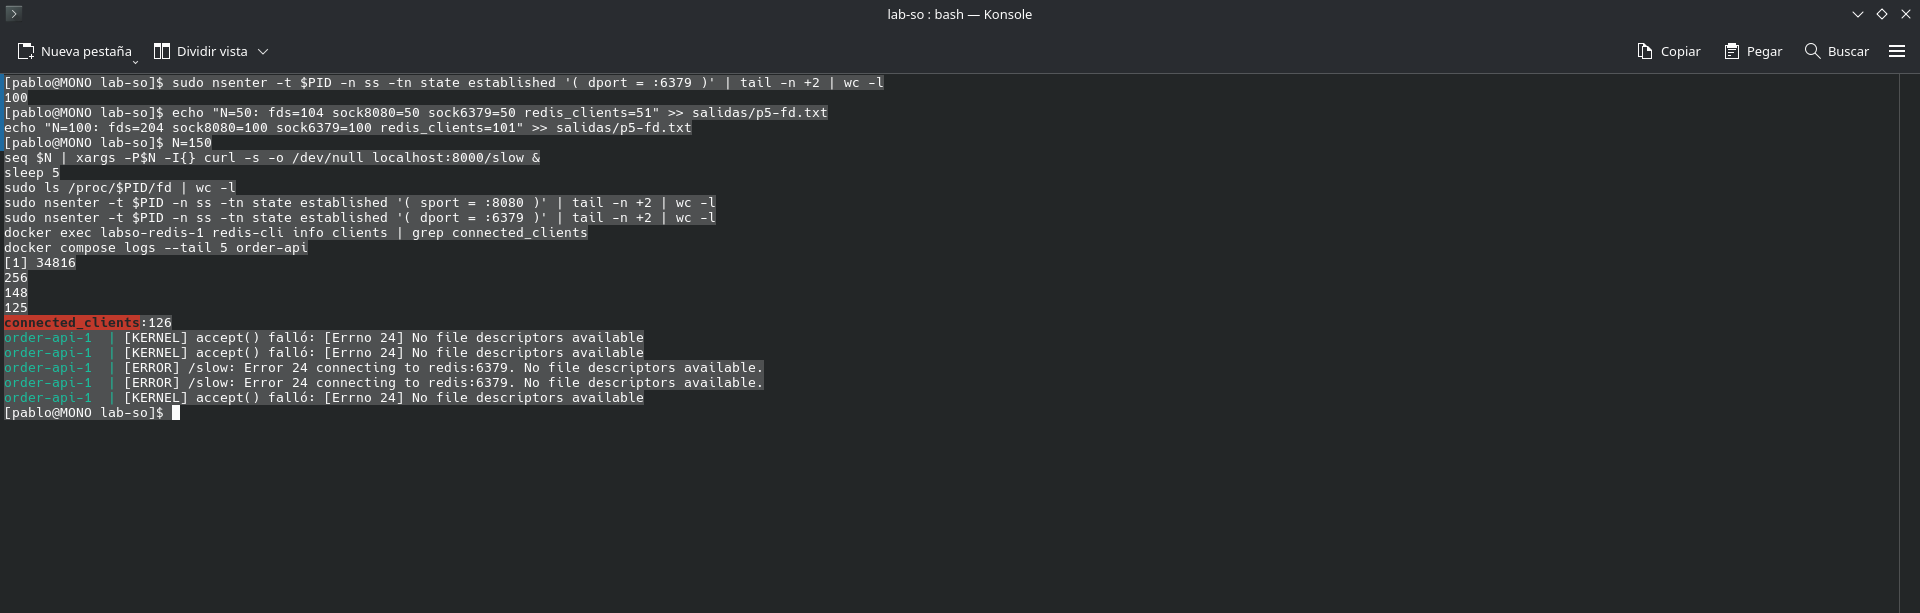 lab-so : bash — Konsole
Nueva pestaña
Dividir vista
Copiar
Pegar
Buscar
[pablo@MONO lab-so]$ sudo nsenter -t $PID -n ss -tn state established '( dport = :6379 )' | tail -n +2 | wc -l
100
[pablo@MONO lab-so]$ echo "N=50: fds=104 sock8080=50 sock6379=50 redis_clients=51" >> salidas/p5-fd.txt
echo "N=100: fds=204 sock8080=100 sock6379=100 redis_clients=101" >> salidas/p5-fd.txt
[pablo@MONO lab-so]$ N=150
seq $N | xargs -P$N -I{} curl -s -o /dev/null localhost:8000/slow &
sleep 5
sudo ls /proc/$PID/fd | wc -l
sudo nsenter -t $PID -n ss -tn state established '( sport = :8080 )' | tail -n +2 | wc -l
sudo nsenter -t $PID -n ss -tn state established '( dport = :6379 )' | tail -n +2 | wc -l
docker exec labso-redis-1 redis-cli info clients | grep connected_clients
docker compose logs --tail 5 order-api
[1] 34816
256
148
125
connected_clients:126
order-api-1  | [KERNEL] accept() falló: [Errno 24] No file descriptors available
order-api-1  | [KERNEL] accept() falló: [Errno 24] No file descriptors available
order-api-1  | [ERROR] /slow: Error 24 connecting to redis:6379. No file descriptors available.
order-api-1  | [ERROR] /slow: Error 24 connecting to redis:6379. No file descriptors available.
order-api-1  | [KERNEL] accept() falló: [Errno 24] No file descriptors available
[pablo@MONO lab-so]$